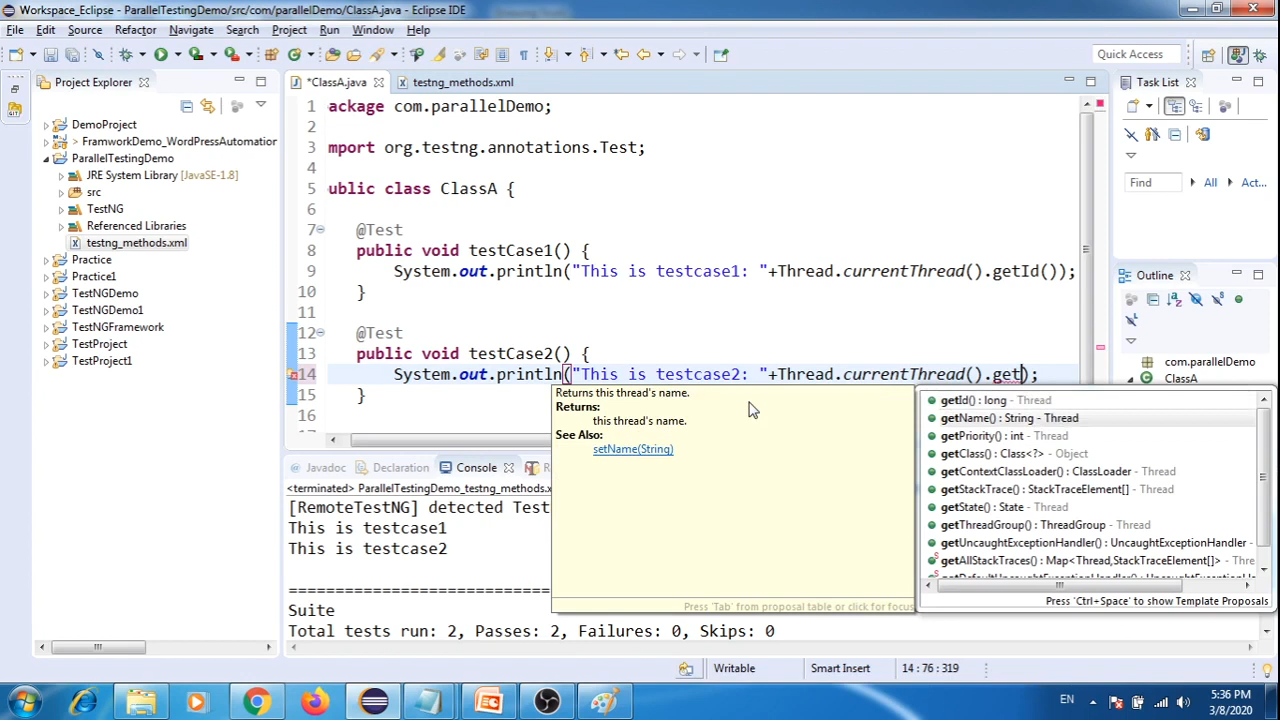 Workspace_Eclipse - ParallelTestingDemo/src/com/parallelDemo/ClassA.java - Eclipse IDE
File Edit Source Refactor Navigate Search Project Run Window Help
Quick Access
Project Explorer
DemoProject
> FramworkDemo_WordPressAutomation
ParallelTestingDemo
JRE System Library [JavaSE-1.8]
src
TestNG
Referenced Libraries
testng_methods.xml
Practice
Practice1
TestNGDemo
TestNGDemo1
TestNGFramework
TestProject
TestProject1
*ClassA.java testng_methods.xml
1 ackage com.parallelDemo;
2
3 mport org.testng.annotations.Test;
4
5 ublic class ClassA {
6
7 @Test
8 public void testCase1() {
9 System.out.println("This is testcase1: "+Thread.currentThread().getId());
10 }
11
12 @Test
13 public void testCase2() {
14 System.out.println("This is testcase2: "+Thread.currentThread().get);
15 }
16
Returns this thread's name.
Returns:
this thread's name.
See Also:
setName(String)
Press 'Tab' from proposal table or click for focus
getId() : long - Thread
getName() : String - Thread
getPriority() : int - Thread
getClass() : Class<?> - Object
getContextClassLoader() : ClassLoader - Thread
getStackTrace() : StackTraceElement[] - Thread
getState() : State - Thread
getThreadGroup() : ThreadGroup - Thread
getUncaughtExceptionHandler() : UncaughtExceptionHandler
getAllStackTraces() : Map<Thread,StackTraceElement[]> - Thre
Press 'Ctrl+Space' to show Template Proposals
Task List
Find All Act...
Outline
com.parallelDemo
ClassA
Javadoc Declaration Console
<terminated> ParallelTestingDemo_testng_methods.x
[RemoteTestNG] detected Test
This is testcase1
This is testcase2
===============================
Suite
Total tests run: 2, Passes: 2, Failures: 0, Skips: 0
Writable Smart Insert 14 : 76 : 319
EN
5:36 PM
3/8/2020